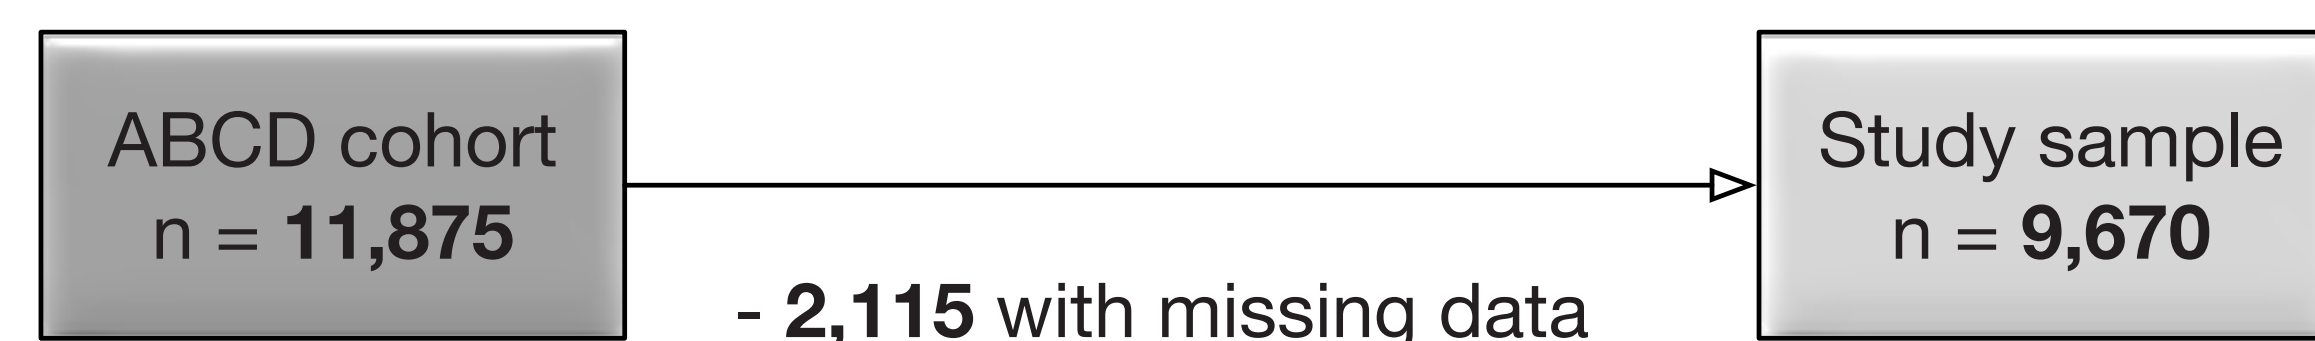 ABCD cohort
n = 11,875
- 2,115 with missing data
Study sample
n = 9,670